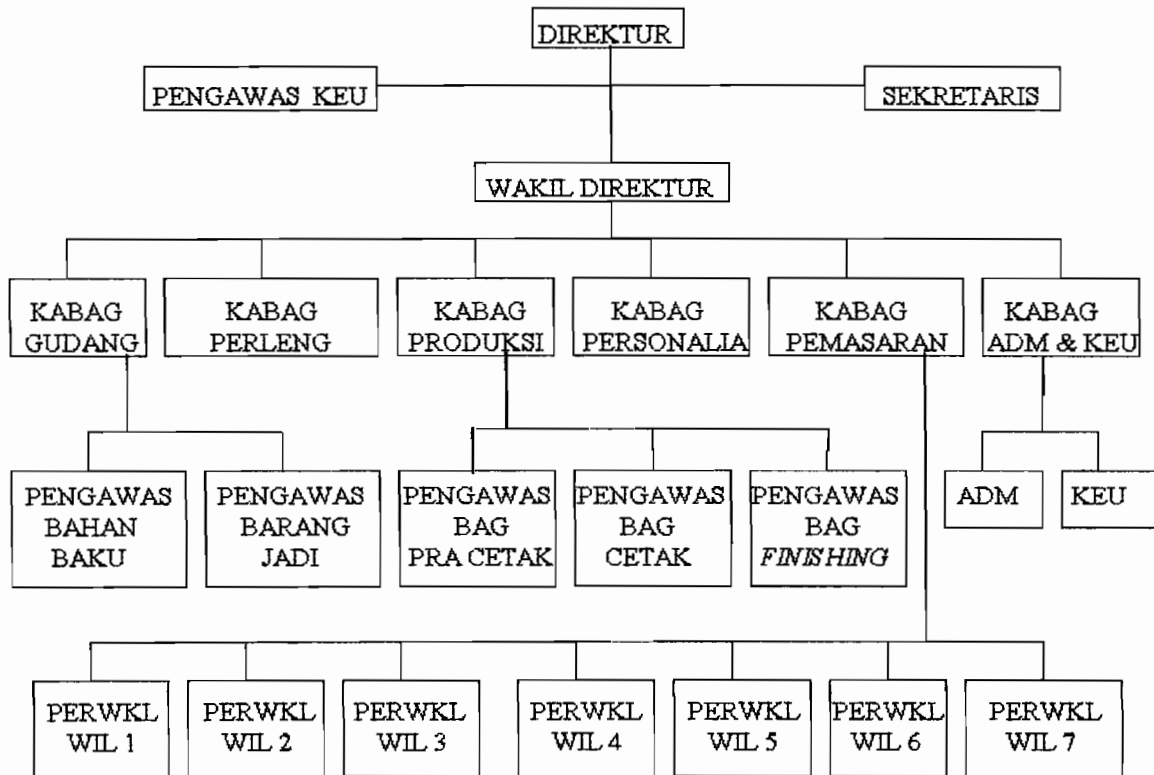 DIREKTUR
PENGAWAS KEU
SEKRETARIS
WAKIL DIREKTUR
KABAG
GUDANG
KABAG
PERLENG
KABAG
PRODUKSI
KABAG
PERSONALIA
KABAG
PEMASARAN
KABAG
ADM & KEU
PENGAWAS
BAHAN
BAKU
PENGAWAS
BARANG
JADI
PENGAWAS
BAG
PRA CETAK
PENGAWAS
BAG
CETAK
PENGAWAS
BAG
FINISHING
ADM
KEU
PERWKL
WIL 1
PERWKL
WIL 2
PERWKL
WIL 3
PERWKL
WIL 4
PERWKL
WIL 5
PERWKL
WIL 6
PERWKL
WIL 7